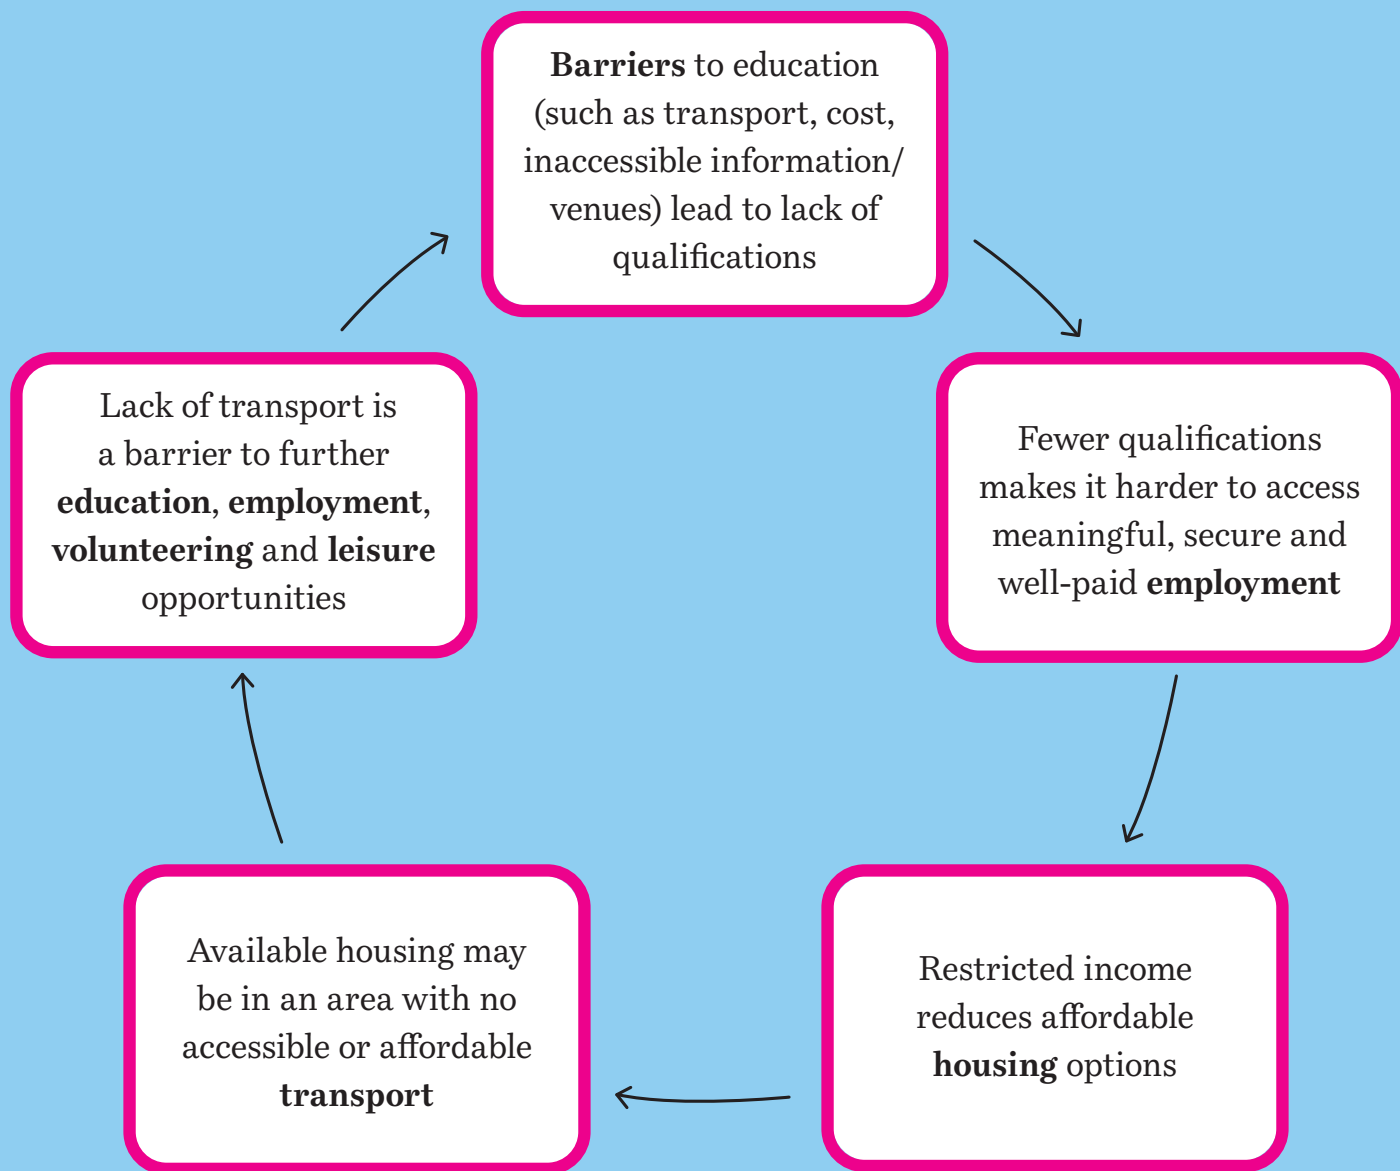 Barriers to education
(such as transport, cost,
inaccessible information/
venues) lead to lack of
qualifications
Fewer qualifications
makes it harder to access
meaningful, secure and
well-paid employment
Restricted income
reduces affordable
housing options
Available housing may
be in an area with no
accessible or affordable
transport
Lack of transport is
a barrier to further
education, employment,
volunteering and leisure
opportunities